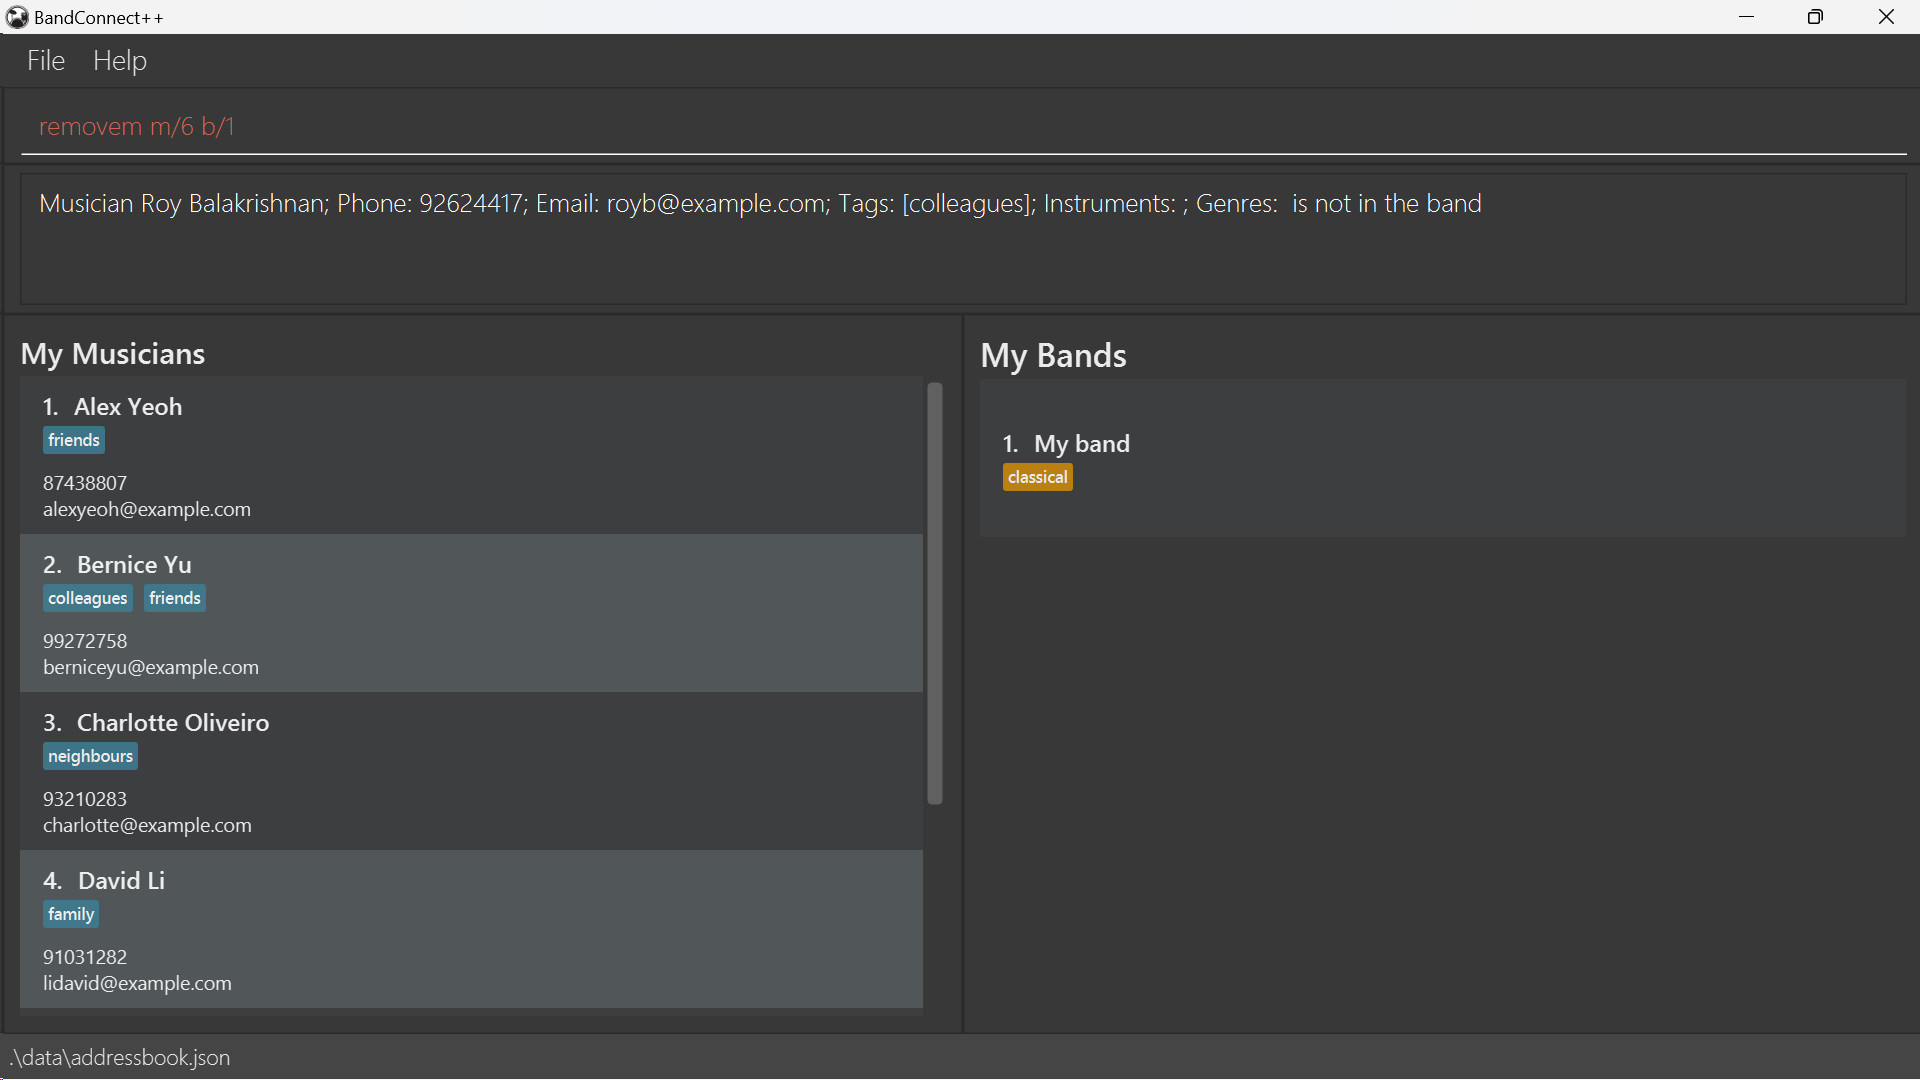 BandConnect++
File Help
removem m/6 b/1
Musician Roy Balakrishnan; Phone: 92624417; Email: royb@example.com; Tags: [colleagues]; Instruments: ; Genres:  is not in the band
My Musicians
1. Alex Yeoh
friends
87438807
alexyeoh@example.com
2. Bernice Yu
colleagues friends
99272758
berniceyu@example.com
3. Charlotte Oliveiro
neighbours
93210283
charlotte@example.com
4. David Li
family
91031282
lidavid@example.com
My Bands
1. My band
classical
.\data\addressbook.json